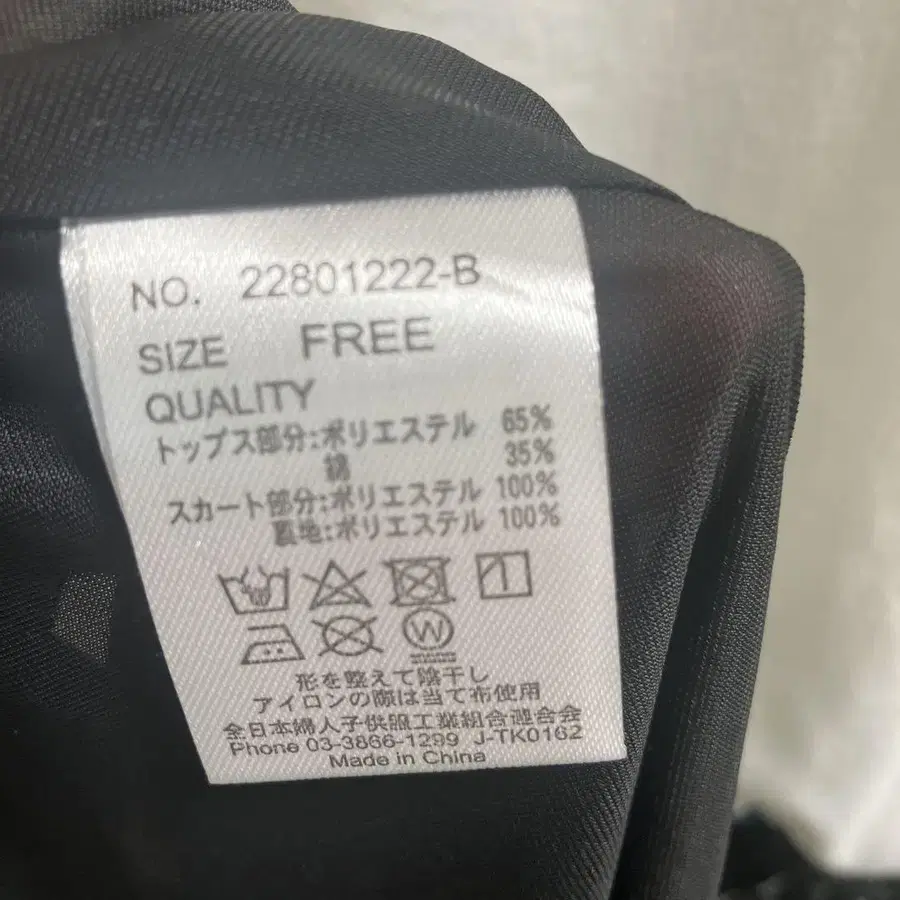 NO. 22801222-B
SIZE FREE
QUALITY
トップス部分:ポリエステル 65%
綿 35%
スカート部分:ポリエステル 100%
裏地:ポリエステル 100%
W
形を整えて陰干し
アイロンの際は当て布使用
全日本婦人子供服工業組合連合会
Phone 03-3866-1299 J-TK0162
Made in China